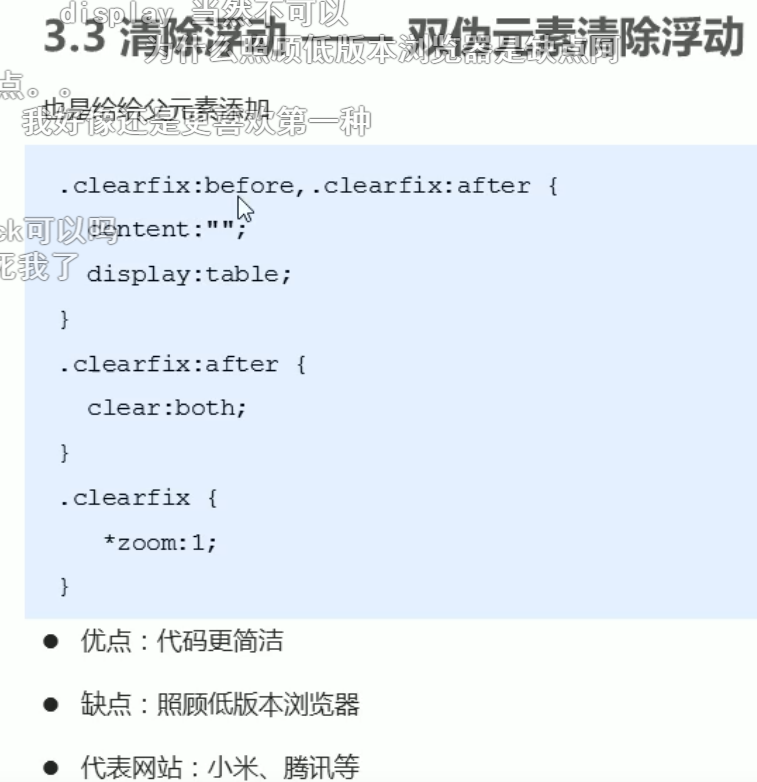 display 当然不可以
3.3 清除浮动 —— 双伪元素清除浮动
为什么照顾低版本浏览器是缺点阿
点。。
也是给给父元素添加
我好像还是更喜欢第一种
.clearfix:before,.clearfix:after {
ck可以吗
content:"";
死我了
display:table;
}
.clearfix:after {
clear:both;
}
.clearfix {
*zoom:1;
}
● 优点：代码更简洁
● 缺点：照顾低版本浏览器
● 代表网站：小米、腾讯等